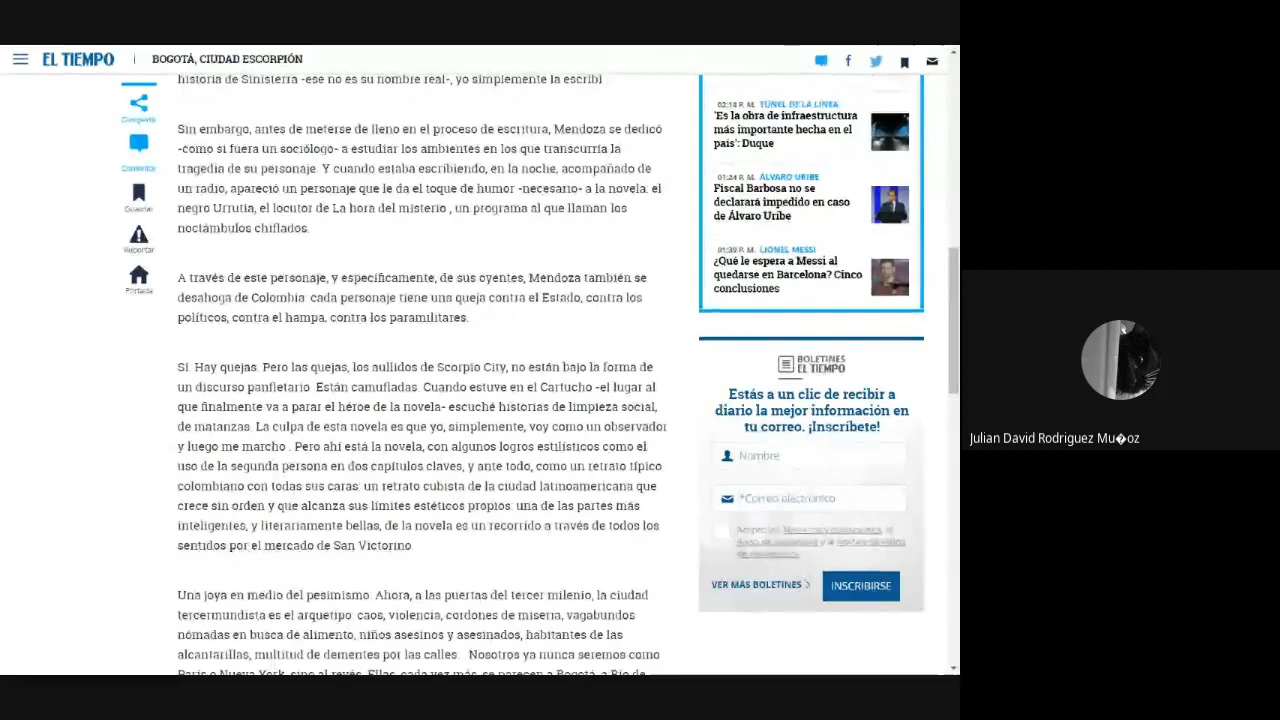 EL TIEMPO
BOGOTÁ, CIUDAD ESCORPIÓN
historia de Sinisterra -ese no es su nombre real-, yo simplemente la escribí .
Compartir
Comentar
Guardar
Reportar
Portada
Sin embargo, antes de meterse de lleno en el proceso de escritura, Mendoza se dedicó
-como si fuera un sociólogo- a estudiar los ambientes en los que transcurría la
tragedia de su personaje. Y cuando estaba escribiendo, en la noche, acompañado de
un radio, apareció un personaje que le da el toque de humor -necesario- a la novela: el
negro Urrutia, el locutor de La hora del misterio , un programa al que llaman los
noctámbulos chiflados.
A través de este personaje, y específicamente, de sus oyentes, Mendoza también se
desahoga de Colombia: cada personaje tiene una queja contra el Estado, contra los
políticos, contra el hampa, contra los paramilitares.
Sí. Hay quejas. Pero las quejas, los aullidos de Scorpio City, no están bajo la forma de
un discurso panfletario. Están camufladas. Cuando estuve en el Cartucho -el lugar al
que finalmente va a parar el héroe de la novela- escuché historias de limpieza social,
de matanzas. La culpa de esta novela es que yo, simplemente, voy como un observador
y luego me marcho . Pero ahí está la novela, con algunos logros estilísticos como el
uso de la segunda persona en dos capítulos claves, y ante todo, como un retrato típico
colombiano con todas sus caras: un retrato cubista de la ciudad latinoamericana que
crece sin orden y que alcanza sus límites estéticos propios: una de las partes más
inteligentes, y literariamente bellas, de la novela es un recorrido a través de todos los
sentidos por el mercado de San Victorino.
Una joya en medio del pesimismo. Ahora, a las puertas del tercer milenio, la ciudad
tercermundista es el arquetipo: caos, violencia, cordones de miseria, vagabundos
nómadas en busca de alimento, niños asesinos y asesinados, habitantes de las
alcantarillas, multitud de dementes por las calles. Nosotros ya nunca seremos como
París o Nueva York, sino al revés. Ellas, cada vez más, se parecen a Bogotá, a Río de
02:18 P. M. TÚNEL DE LA LÍNEA
'Es la obra de infraestructura
más importante hecha en el
país': Duque
01:24 P. M. ÁLVARO URIBE
Fiscal Barbosa no se
declarará impedido en caso
de Álvaro Uribe
01:39 P. M. LIONEL MESSI
¿Qué le espera a Messi al
quedarse en Barcelona? Cinco
conclusiones
BOLETINES
EL TIEMPO
Estás a un clic de recibir a
diario la mejor información en
tu correo. ¡Inscríbete!
Nombre
*Correo electrónico
VER MÁS BOLETINES
INSCRIBIRSE
Julian David Rodriguez Mu�oz